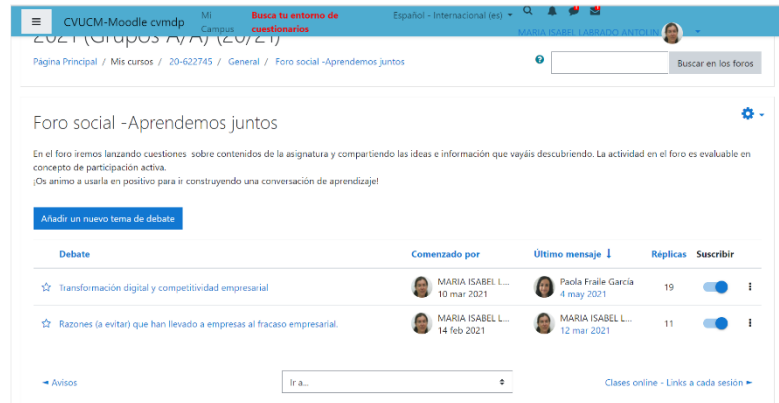 CVUCM-Moodle cvmdp
Mi Campus
Busca tu entorno de cuestionarios
Español - Internacional (es)
MARIA ISABEL LABRADO ANTOLIN
2021 (Grupos A/A) (20/21)
Página Principal / Mis cursos / 20-622745 / General / Foro social -Aprendemos juntos
Buscar en los foros
Foro social -Aprendemos juntos
En el foro iremos lanzando cuestiones sobre contenidos de la asignatura y compartiendo las ideas e información que vayáis descubriendo. La actividad en el foro es evaluable en
concepto de participación activa.
¡Os animo a usarla en positivo para ir construyendo una conversación de aprendizaje!
Añadir un nuevo tema de debate
Debate Comenzado por Último mensaje ↓ Réplicas Suscribir
Transformación digital y competitividad empresarial MARIA ISABEL L... Paola Fraile García 19
10 mar 2021 4 may 2021
Razones (a evitar) que han llevado a empresas al fracaso empresarial. MARIA ISABEL L... MARIA ISABEL L... 11
14 feb 2021 12 mar 2021
◄ Avisos Ir a... Clases online - Links a cada sesión ►